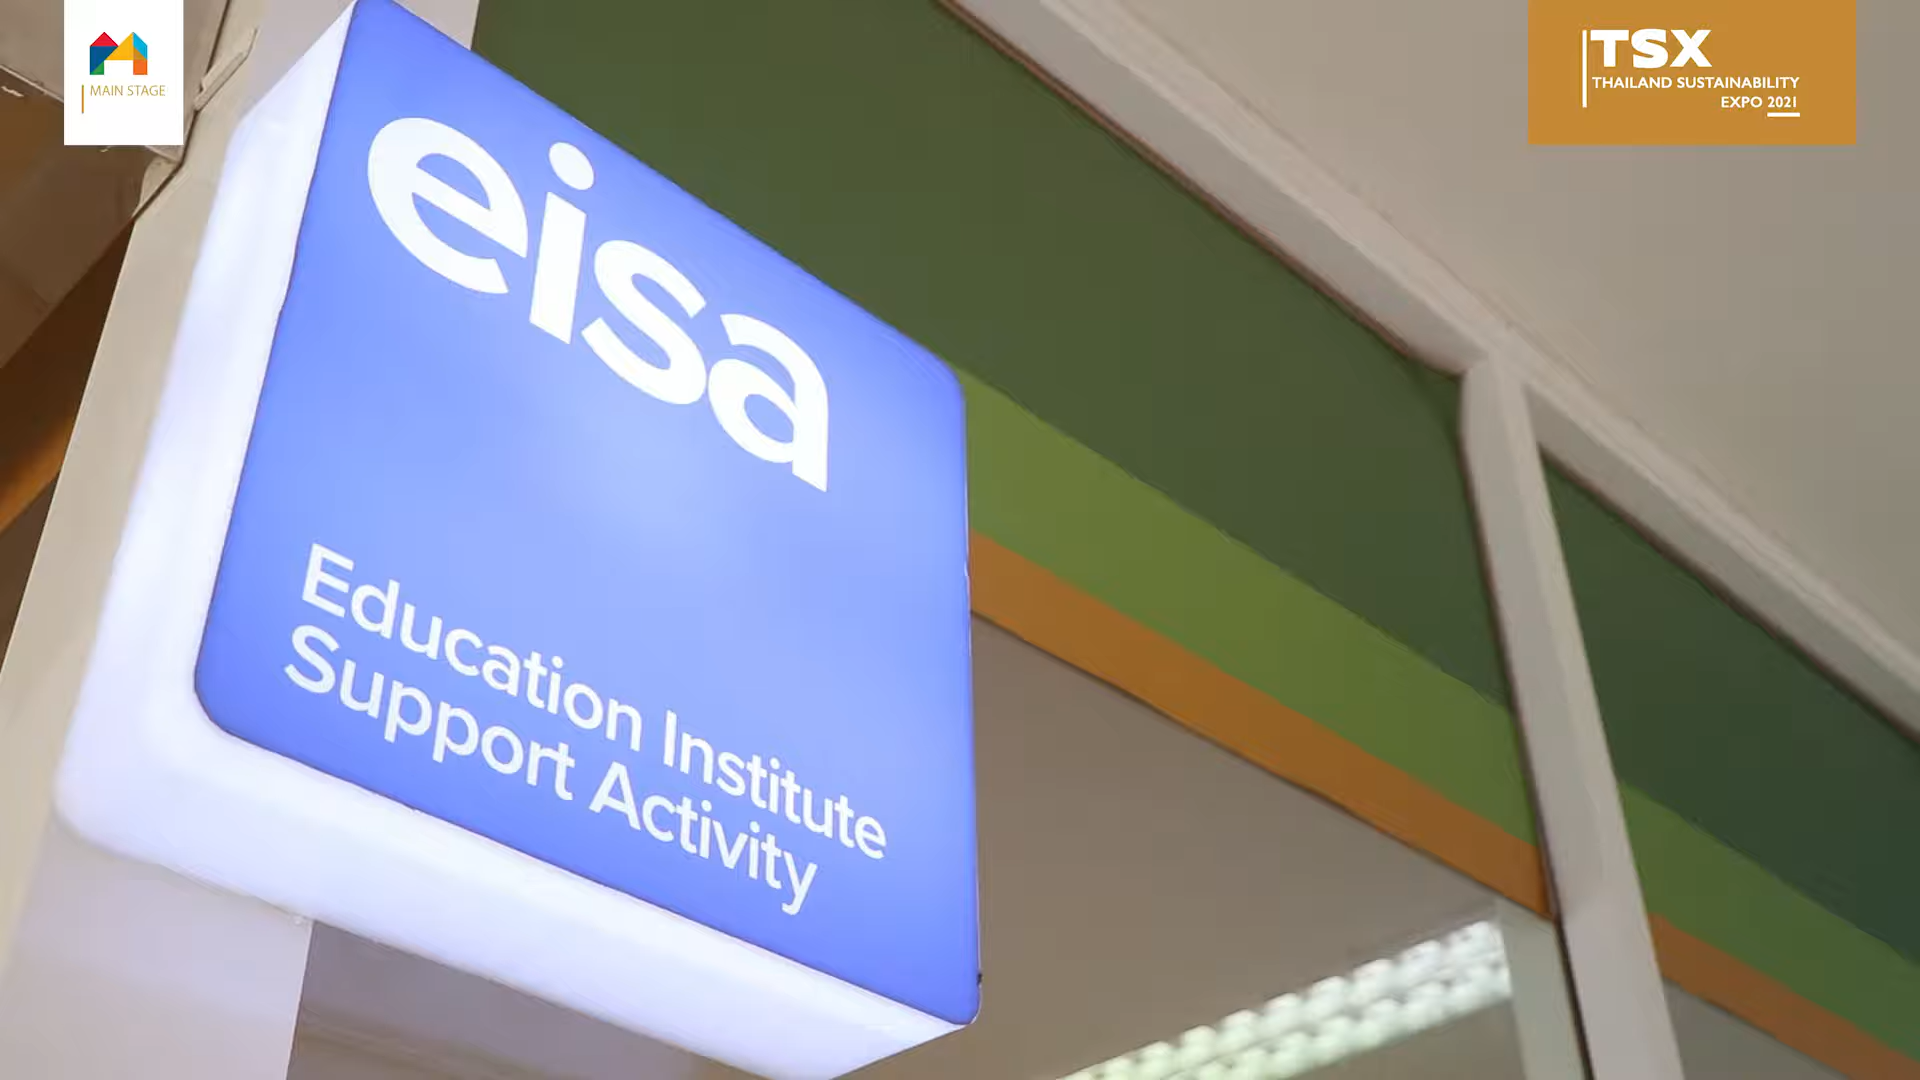 MAIN STAGE
TSX
THAILAND SUSTAINABILITY
EXPO 2021
eisa
Education Institute
Support Activity